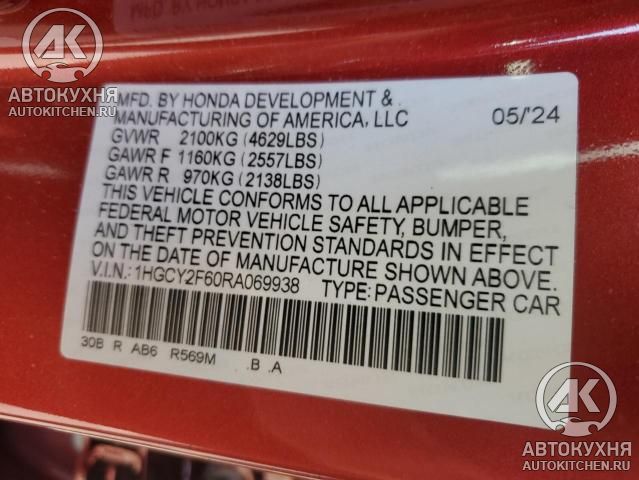 AK
АВТОКУХНЯ
AUTOKITCHEN.RU
MFD. BY HONDA DEVELOPMENT &
MANUFACTURING OF AMERICA, LLC 05/'24
GVWR 2100KG (4629LBS)
GAWR F 1160KG (2557LBS)
GAWR R 970KG (2138LBS)
THIS VEHICLE CONFORMS TO ALL APPLICABLE
FEDERAL MOTOR VEHICLE SAFETY, BUMPER,
AND THEFT PREVENTION STANDARDS IN EFFECT
ON THE DATE OF MANUFACTURE SHOWN ABOVE.
V.I.N.: 1HGCY2F60RA069938 TYPE: PASSENGER CAR
30B R AB6 R569M .B .A
AK
АВТОКУХНЯ
AUTOKITCHEN.RU